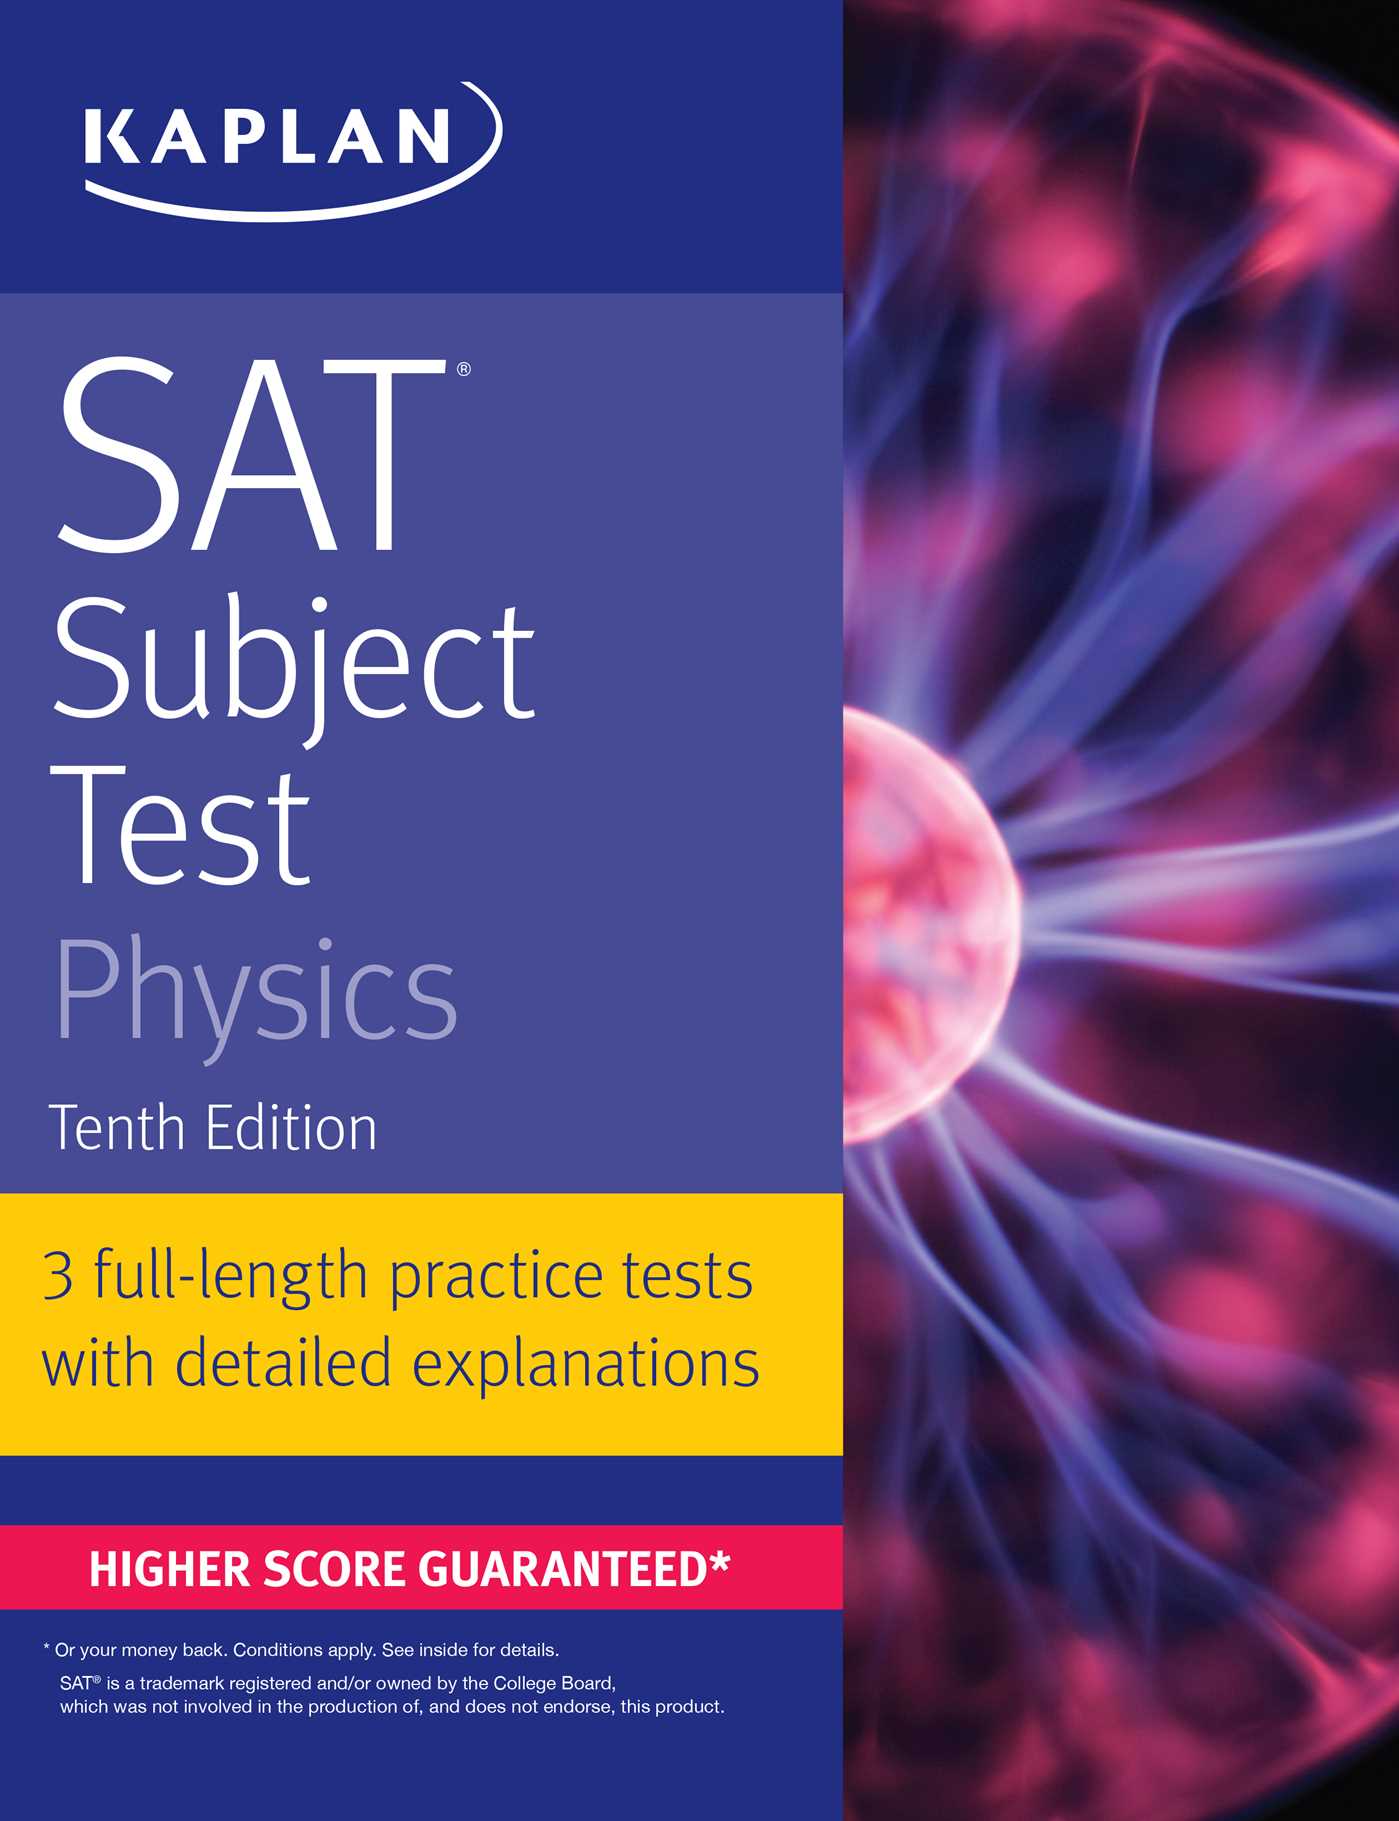 KAPLAN
SAT®
Subject
Test
Physics
Tenth Edition
3 full-length practice tests
with detailed explanations
HIGHER SCORE GUARANTEED*
* Or your money back. Conditions apply. See inside for details.
SAT® is a trademark registered and/or owned by the College Board,
which was not involved in the production of, and does not endorse, this product.